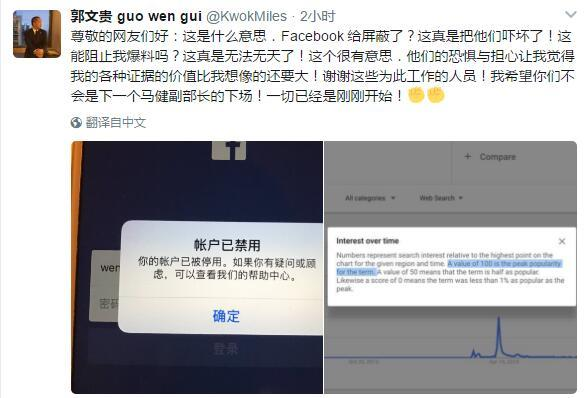 郭文贵 guo wen gui @KwokMiles · 2小时
尊敬的网友们好：这是什么意思．Facebook 给屏蔽了？这真是把他们吓坏了！这
能阻止我爆料吗？这真是无法无天了！这个很有意思．他们的恐惧与担心让我觉得
我的各种证据的价值比我想像的还要大！谢谢这些为此工作的人员！我希望你们不
会是下一个马健副部长的下场！一切已经是刚刚开始！✊✊
翻译自中文
帐户已禁用
你的帐户已被停用。如果你有疑问或顾
虑，可以查看我们的帮助中心。
确定
wen
密码
登录
+ Compare
All categories
Web Search
Interest over time
Numbers represent search interest relative to the highest point on the
chart for the given region and time. A value of 100 is the peak popularity
for the term. A value of 50 means that the term is half as popular.
Likewise a score of 0 means the term was less than 1% as popular as the
peak.